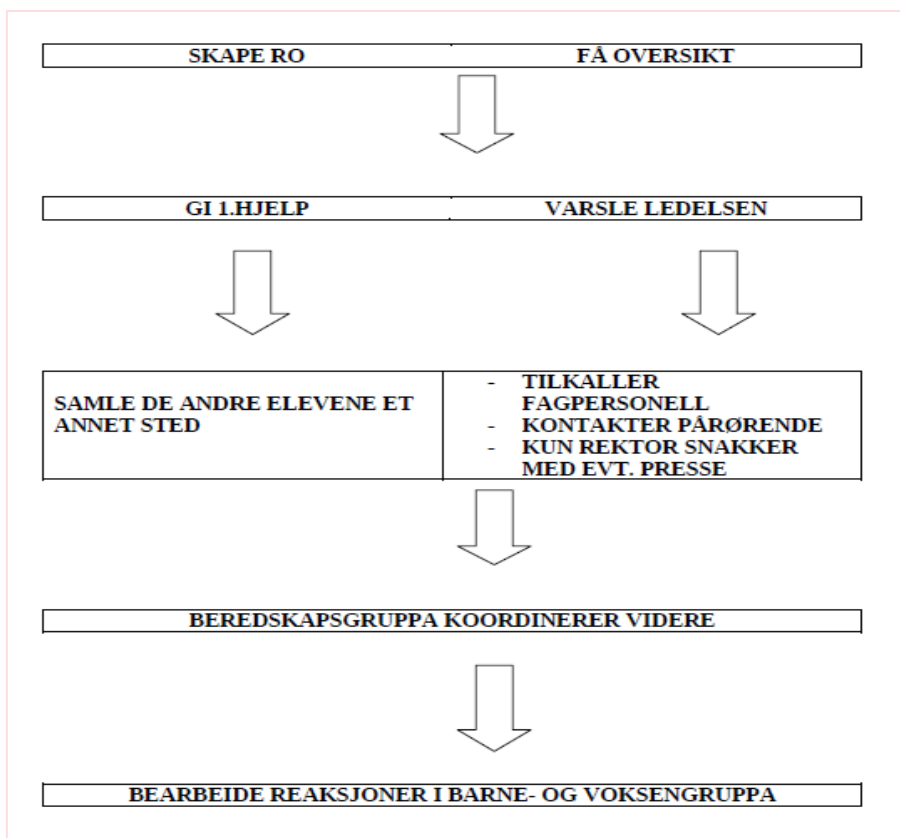 SKAPE RO FÅ OVERSIKT
GI 1.HJELP VARSLE LEDELSEN
SAMLE DE ANDRE ELEVENE ET
ANNET STED
- TILKALLER
FAGPERSONELL
- KONTAKTER PÅRØRENDE
- KUN REKTOR SNAKKER
MED EVT. PRESSE
BEREDSKAPSGRUPPA KOORDINERER VIDERE
BEARBEIDE REAKSJONER I BARNE- OG VOKSENGRUPPA